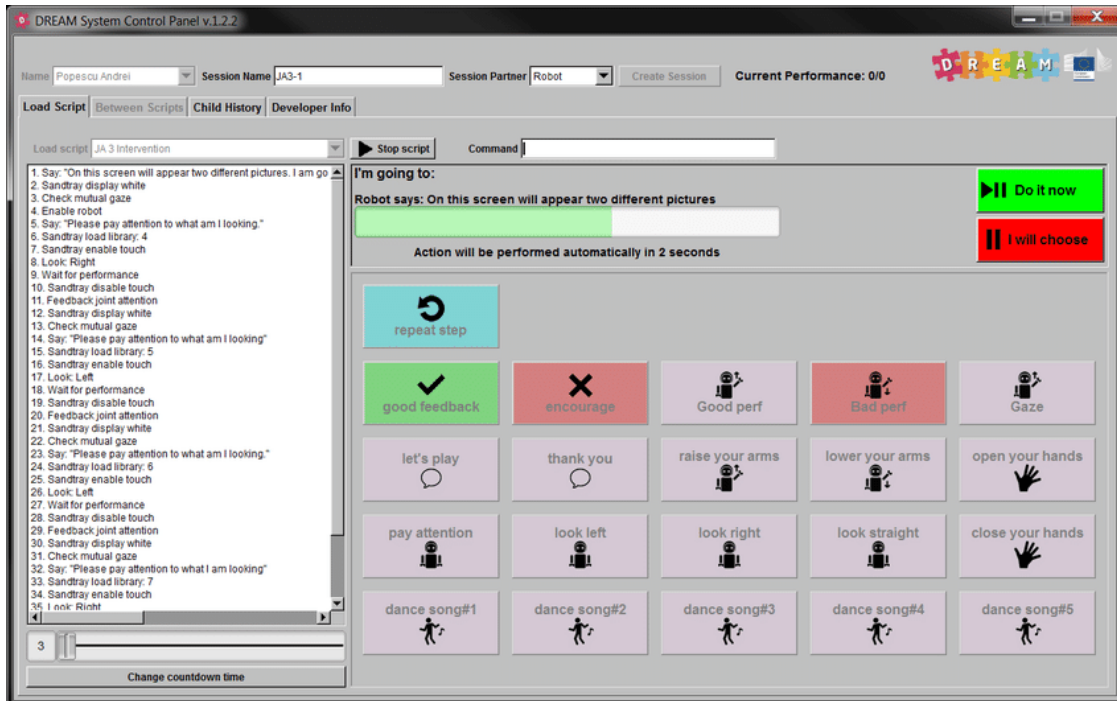 DREAM System Control Panel v.1.2.2
D R E A M
Name Popescu Andrei Session Name JA3-1 Session Partner Robot Create Session Current Performance: 0/0
Load Script Between Scripts Child History Developer Info
Load script JA 3 Intervention Stop script Command
1. Say: "On this screen will appear two different pictures. I am go
2. Sandtray display white
3. Check mutual gaze
4. Enable robot
5. Say: "Please pay attention to what am I looking."
6. Sandtray load library: 4
7. Sandtray enable touch
8. Look: Right
9. Wait for performance
10. Sandtray disable touch
11. Feedback joint attention
12. Sandtray display white
13. Check mutual gaze
14. Say: "Please pay attention to what am I looking"
15. Sandtray load library: 5
16. Sandtray enable touch
17. Look: Left
18. Wait for performance
19. Sandtray disable touch
20. Feedback joint attention
21. Sandtray display white
22. Check mutual gaze
23. Say: "Please pay attention to what am I looking."
24. Sandtray load library: 6
25. Sandtray enable touch
26. Look: Left
27. Wait for performance
28. Sandtray disable touch
29. Feedback joint attention
30. Sandtray display white
31. Check mutual gaze
32. Say: "Please pay attention to what I am looking"
33. Sandtray load library: 7
34. Sandtray enable touch
35. Look: Right
3
Change countdown time
I'm going to:
Robot says: On this screen will appear two different pictures
Action will be performed automatically in 2 seconds
Do it now
I will choose
repeat step
good feedback encourage Good perf Bad perf Gaze
let's play thank you raise your arms lower your arms open your hands
pay attention look left look right look straight close your hands
dance song#1 dance song#2 dance song#3 dance song#4 dance song#5